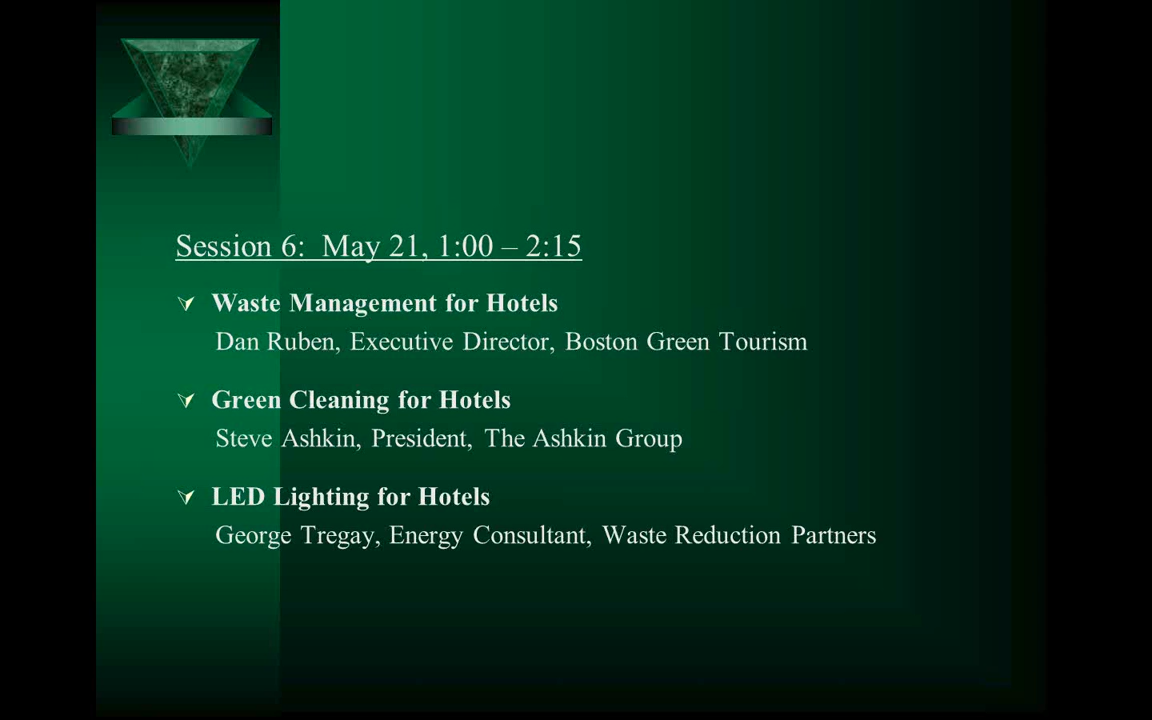 Session 6: May 21, 1:00 – 2:15
Waste Management for Hotels
Dan Ruben, Executive Director, Boston Green Tourism
Green Cleaning for Hotels
Steve Ashkin, President, The Ashkin Group
LED Lighting for Hotels
George Tregay, Energy Consultant, Waste Reduction Partners